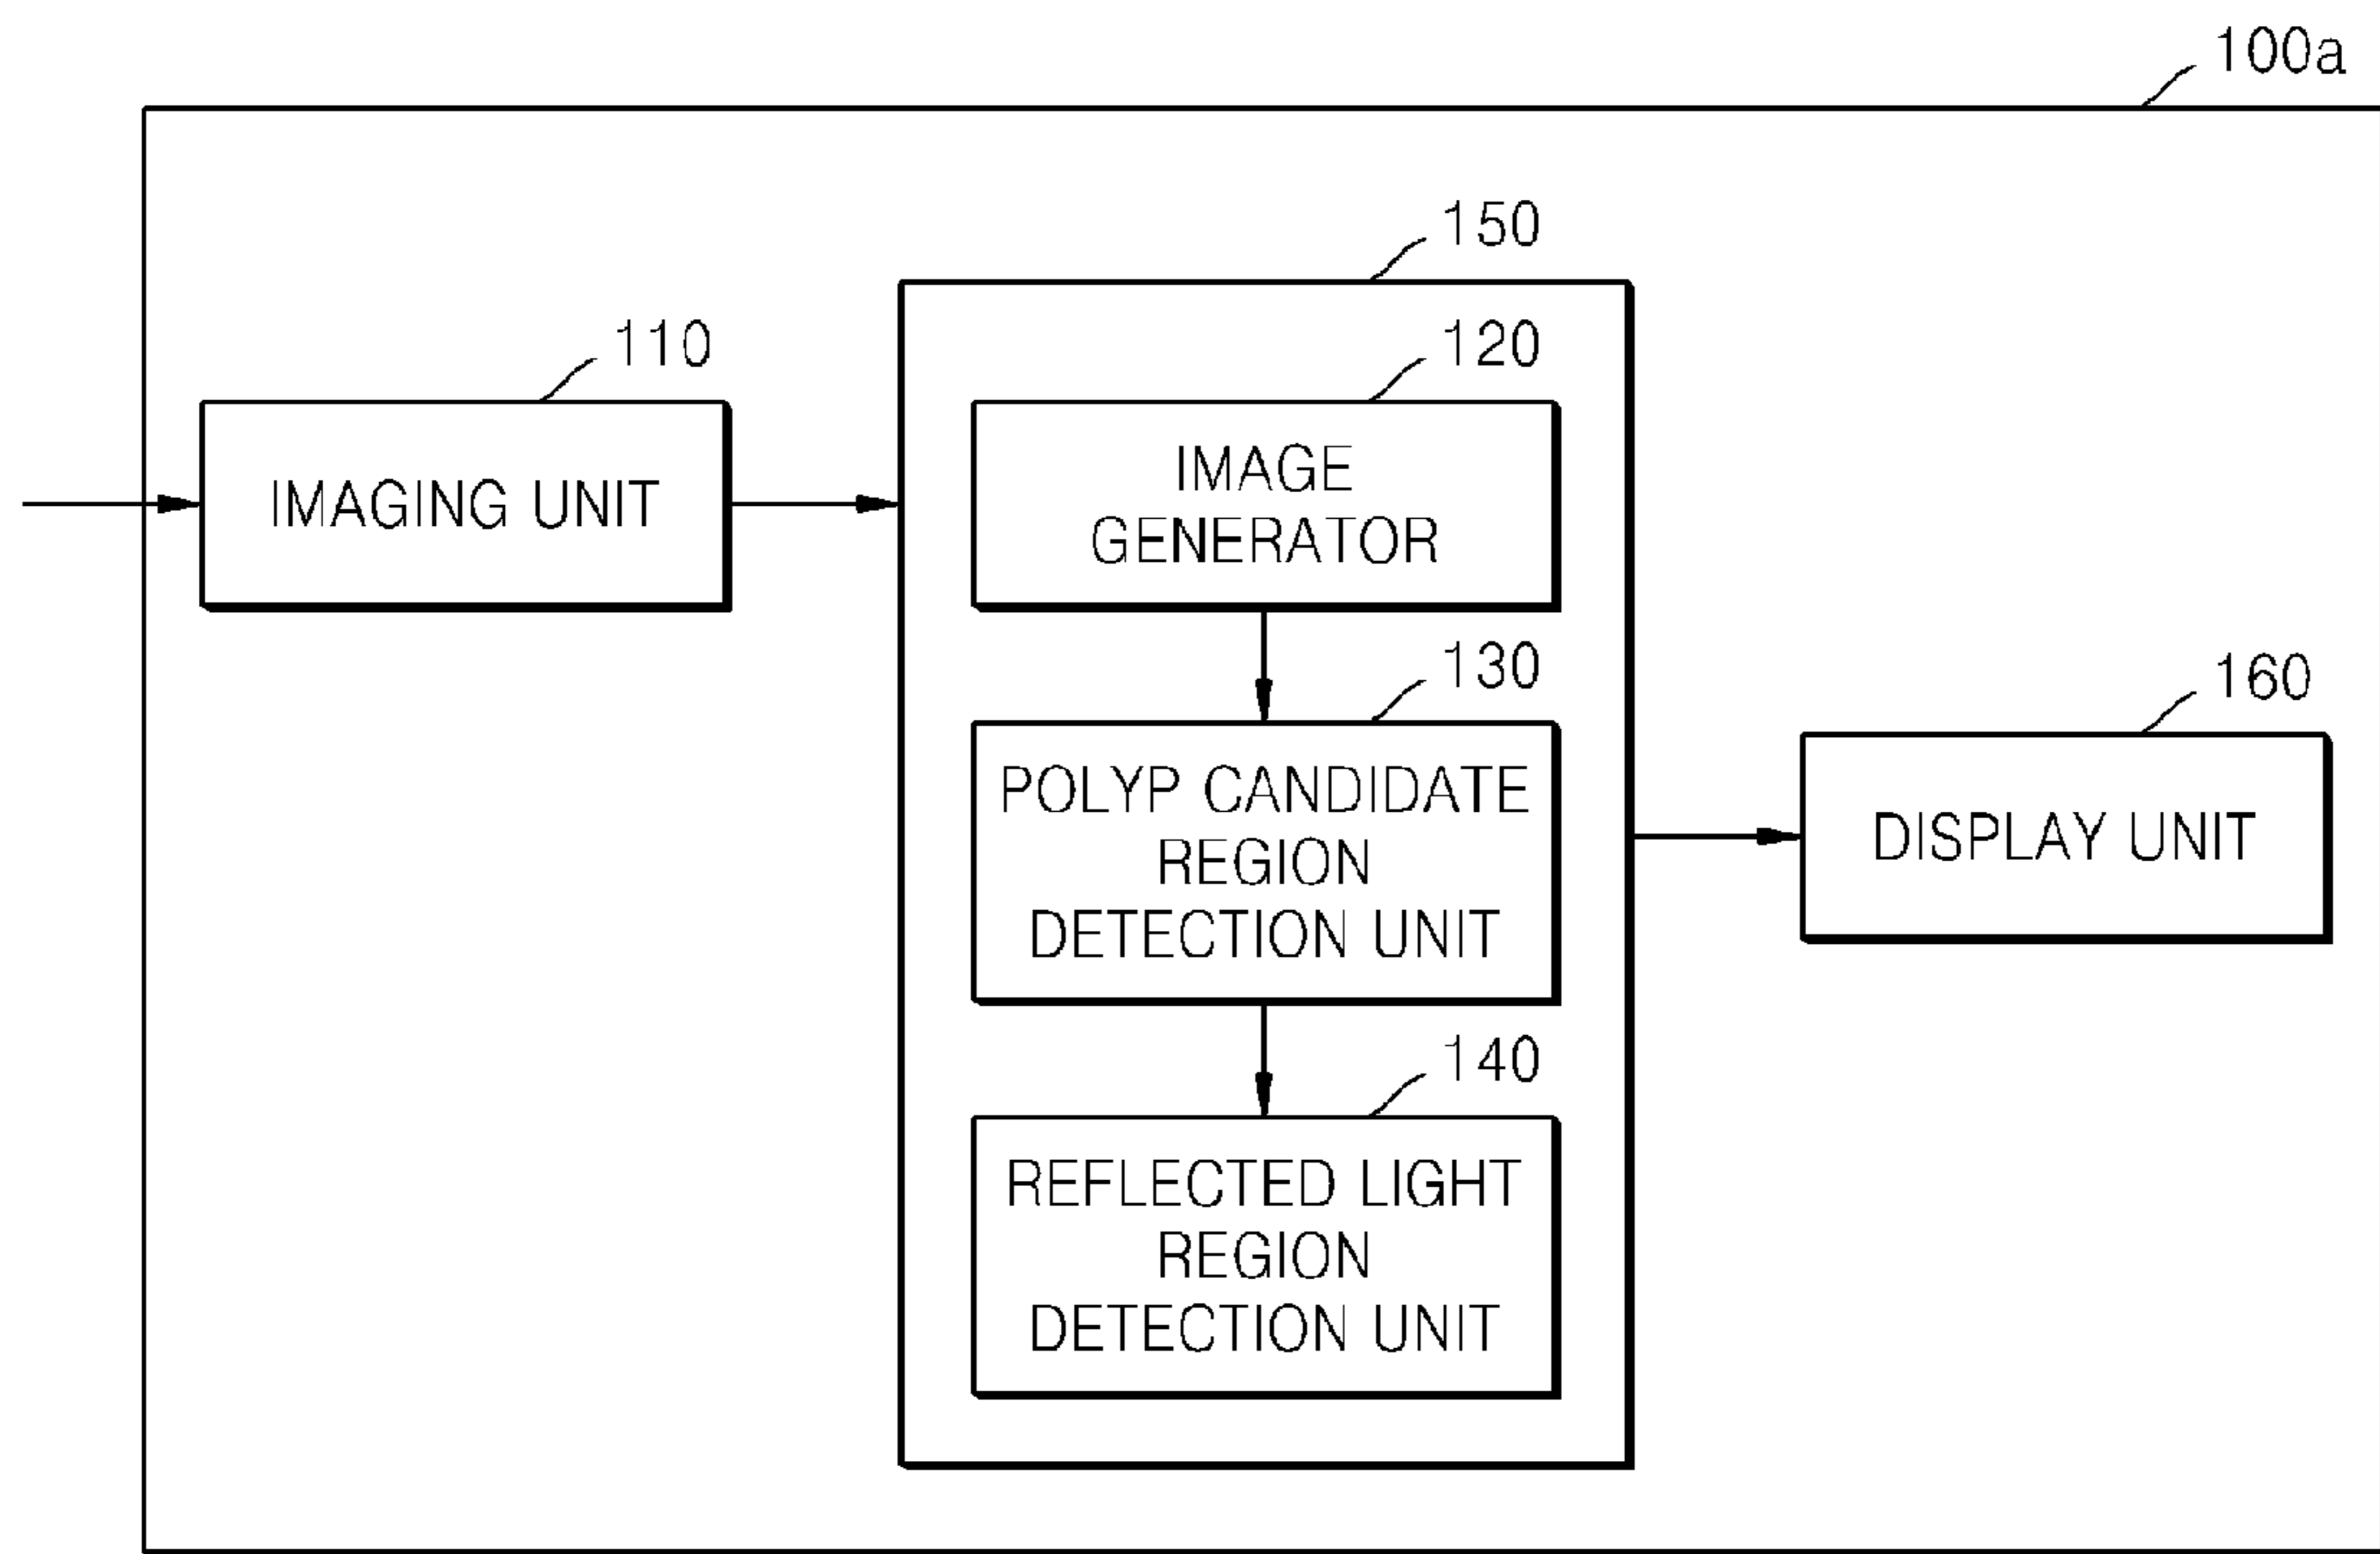 100a
150
110
120
IMAGING UNIT
IMAGE
GENERATOR
130
160
POLYP CANDIDATE
REGION
DETECTION UNIT
DISPLAY UNIT
140
REFLECTED LIGHT
REGION
DETECTION UNIT